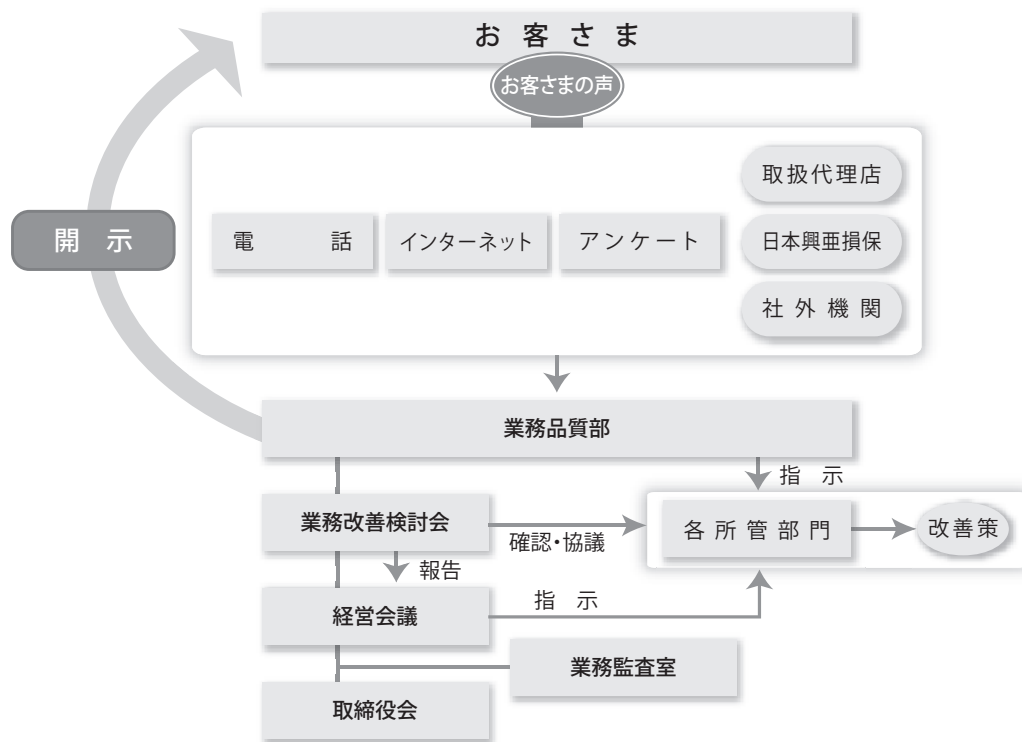 お客さま
お客さまの声
取扱代理店
開示
電話
インターネット
アンケート
日本興亜損保
社外機関
業務品質部
指示
業務改善検討会
確認・協議
各所管部門
改善策
報告
経営会議
指示
業務監査室
取締役会